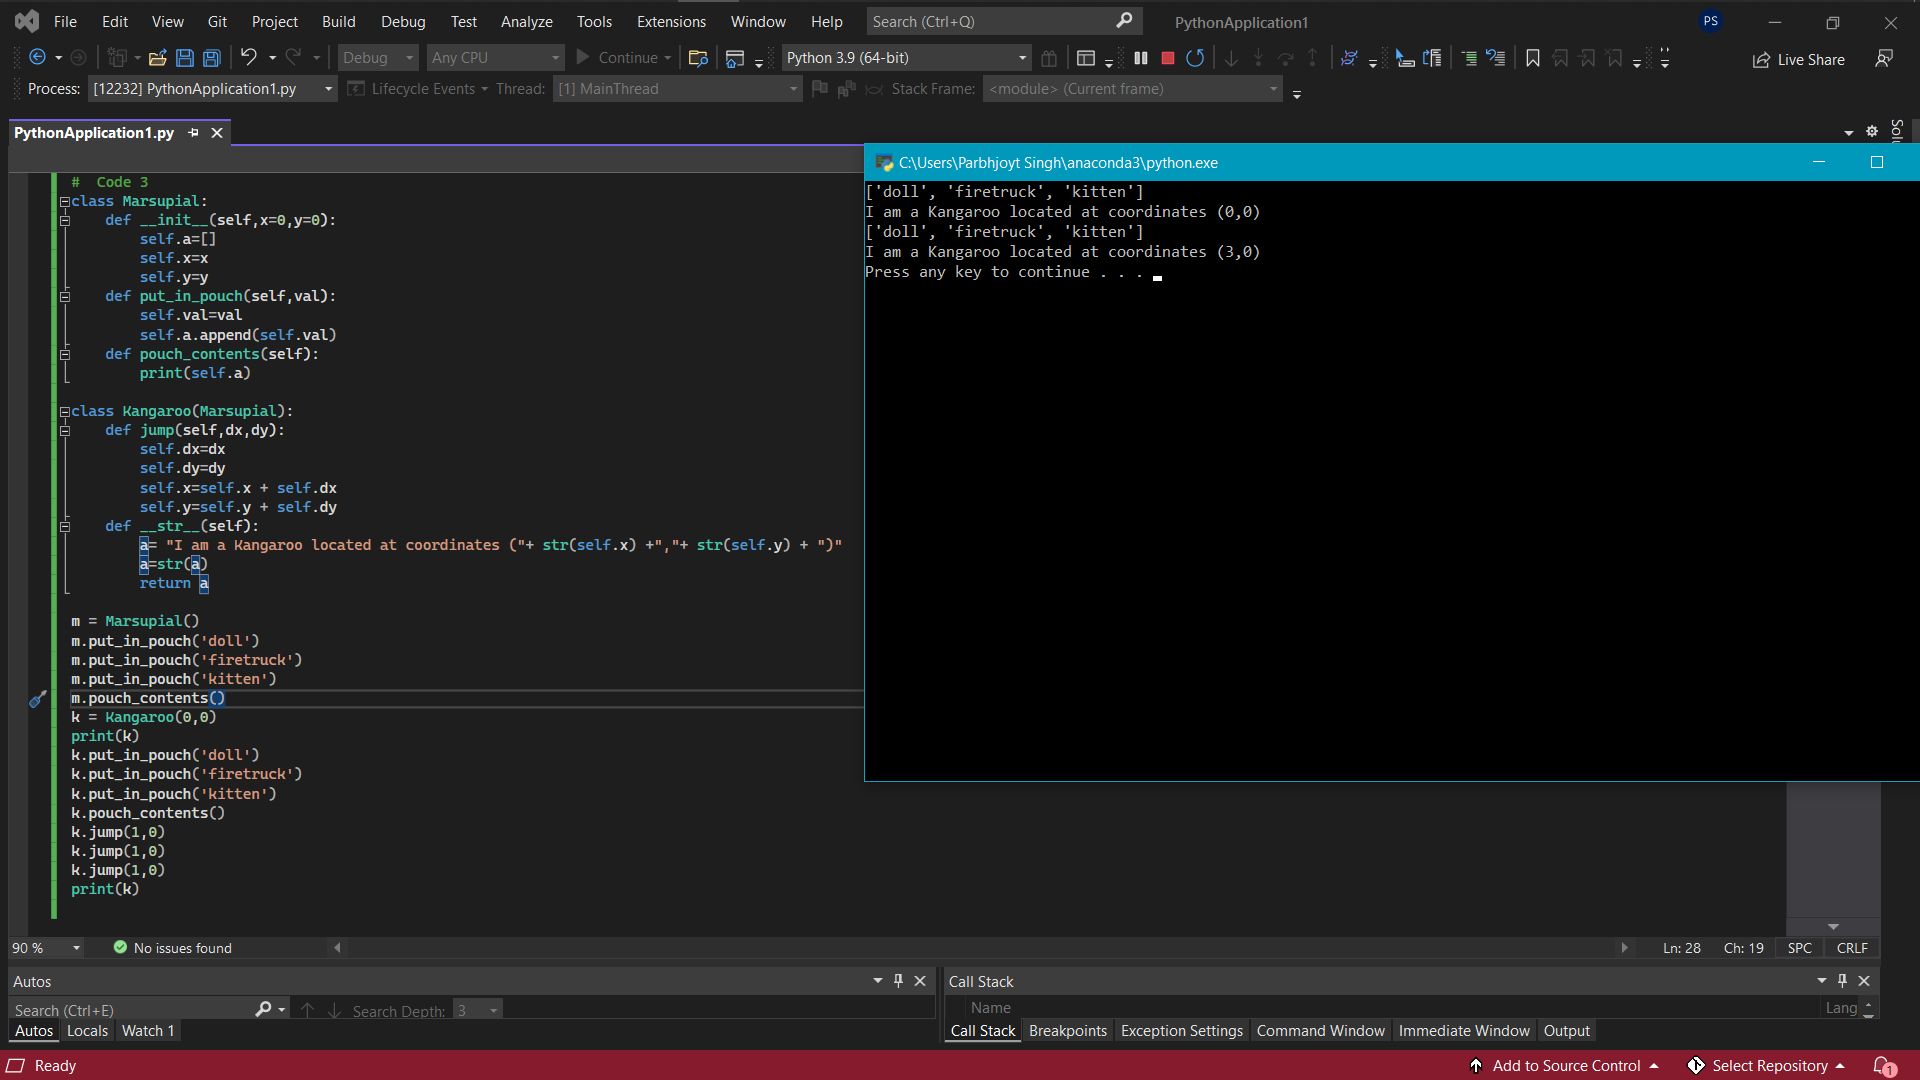 File Edit View Git Project Build Debug Test Analyze Tools Extensions Window Help Search (Ctrl+Q) PythonApplication1 PS
Debug Any CPU Continue Python 3.9 (64-bit) Live Share
Process: [12232] PythonApplication1.py Lifecycle Events Thread: [1] MainThread Stack Frame: <module> (Current frame)
PythonApplication1.py
# Code 3
class Marsupial:
    def __init__(self,x=0,y=0):
        self.a=[]
        self.x=x
        self.y=y
    def put_in_pouch(self,val):
        self.val=val
        self.a.append(self.val)
    def pouch_contents(self):
        print(self.a)
class Kangaroo(Marsupial):
    def jump(self,dx,dy):
        self.dx=dx
        self.dy=dy
        self.x=self.x + self.dx
        self.y=self.y + self.dy
    def __str__(self):
        a= "I am a Kangaroo located at coordinates ("+ str(self.x) +","+ str(self.y) + ")"
        a=str(a)
        return a
m = Marsupial()
m.put_in_pouch('doll')
m.put_in_pouch('firetruck')
m.put_in_pouch('kitten')
m.pouch_contents()
k = Kangaroo(0,0)
print(k)
k.put_in_pouch('doll')
k.put_in_pouch('firetruck')
k.put_in_pouch('kitten')
k.pouch_contents()
k.jump(1,0)
k.jump(1,0)
k.jump(1,0)
print(k)
C:\Users\Parbhjoyt Singh\anaconda3\python.exe
['doll', 'firetruck', 'kitten']
I am a Kangaroo located at coordinates (0,0)
['doll', 'firetruck', 'kitten']
I am a Kangaroo located at coordinates (3,0)
Press any key to continue . . .
90 % No issues found Ln: 28 Ch: 19 SPC CRLF
Autos
Search (Ctrl+E) Search Depth: 3
Autos Locals Watch 1
Call Stack
Name Lang
Call Stack Breakpoints Exception Settings Command Window Immediate Window Output
Ready Add to Source Control Select Repository 1